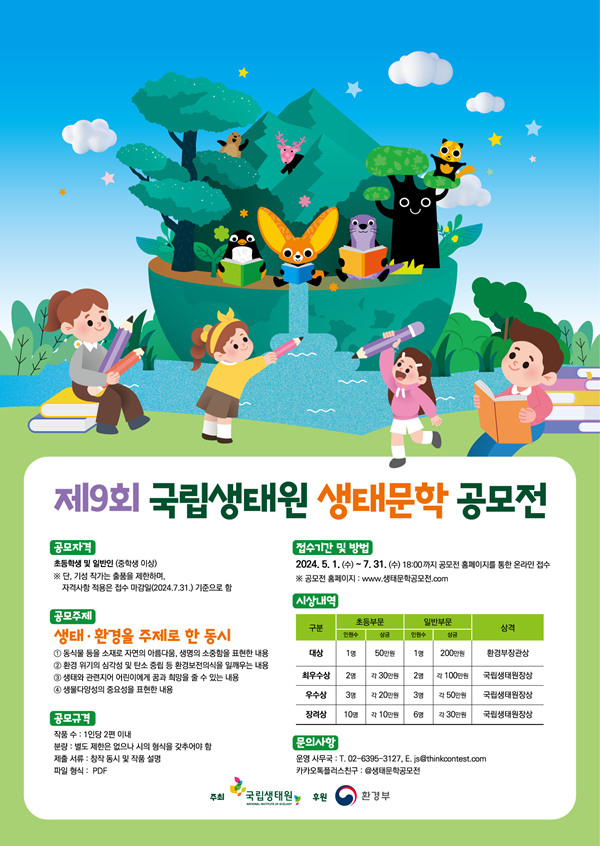 제9회 국립생태원 생태문학 공모전
공모자격
초등학생 및 일반인 (중학생 이상)
※ 단, 기성 작가는 출품을 제한하며,
자격사항 적용은 접수 마감일(2024.7.31.) 기준으로 함
공모주제
생태·환경을 주제로 한 동시
① 동식물 등을 소재로 자연의 아름다움, 생명의 소중함을 표현한 내용
② 환경 위기의 심각성 및 탄소 중립 등 환경보전의식을 일깨우는 내용
③ 생태와 관련지어 어린이에게 꿈과 희망을 줄 수 있는 내용
④ 생물다양성의 중요성을 표현한 내용
공모규격
작품 수 : 1인당 2편 이내
분량 : 별도 제한은 없으나 시의 형식을 갖추어야 함
제출 서류 : 창작 동시 및 작품 설명
파일 형식 : PDF
접수기간 및 방법
2024. 5. 1. (수) ~ 7. 31. (수) 18:00까지 공모전 홈페이지를 통한 온라인 접수
※ 공모전 홈페이지 : www.생태문학공모전.com
시상내역
구분 초등부문 일반부문 상격
인원수 상금 인원수 상금
대상 1명 50만원 1명 200만원 환경부장관상
최우수상 2명 각 30만원 2명 각 100만원 국립생태원장상
우수상 3명 각 20만원 3명 각 50만원 국립생태원장상
장려상 10명 각 10만원 6명 각 30만원 국립생태원장상
문의사항
운영 사무국 : T. 02-6395-3127, E. js@thinkcontest.com
카카오톡플러스친구 : @생태문학공모전
주최 국립생태원 후원 환경부
NATIONAL INSTITUTE OF ECOLOGY